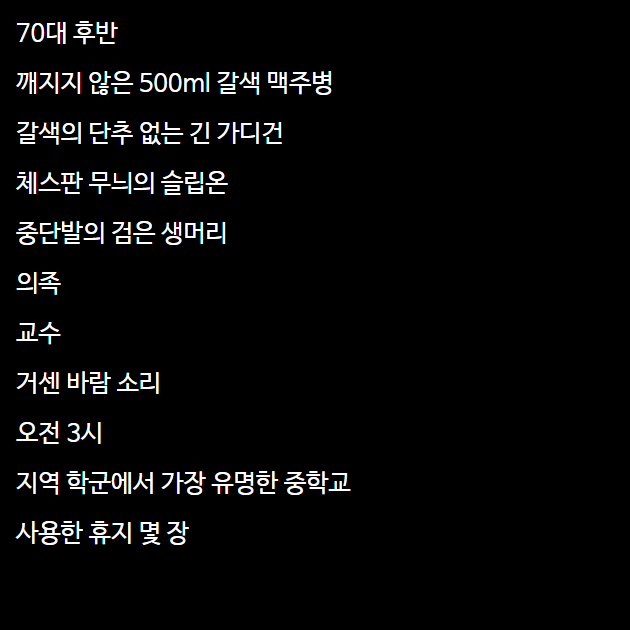 70대 후반
깨지지 않은 500ml 갈색 맥주병
갈색의 단추 없는 긴 가디건
체스판 무늬의 슬립온
중단발의 검은 생머리
의족
교수
거센 바람 소리
오전 3시
지역 학군에서 가장 유명한 중학교
사용한 휴지 몇 장